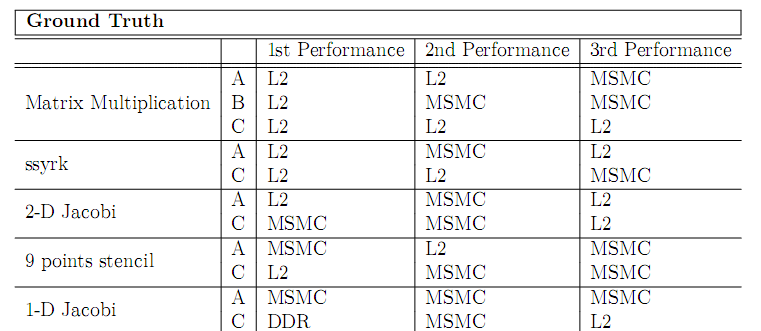 Ground Truth
1st Performance 2nd Performance 3rd Performance
A L2 L2 MSMC
Matrix Multiplication B L2 MSMC MSMC
C L2 L2 L2
ssyrk A L2 MSMC L2
C L2 L2 MSMC
2-D Jacobi A L2 MSMC L2
C MSMC MSMC L2
9 points stencil A MSMC L2 MSMC
C L2 MSMC MSMC
1-D Jacobi A MSMC MSMC MSMC
C DDR MSMC L2